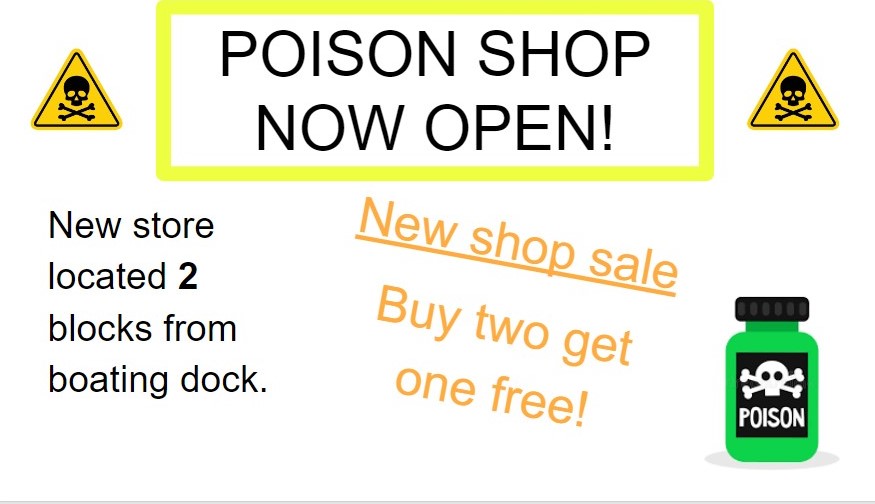 POISON SHOP
NOW OPEN!
New store
located 2
blocks from
boating dock.
New shop sale
Buy two get
one free!
POISON